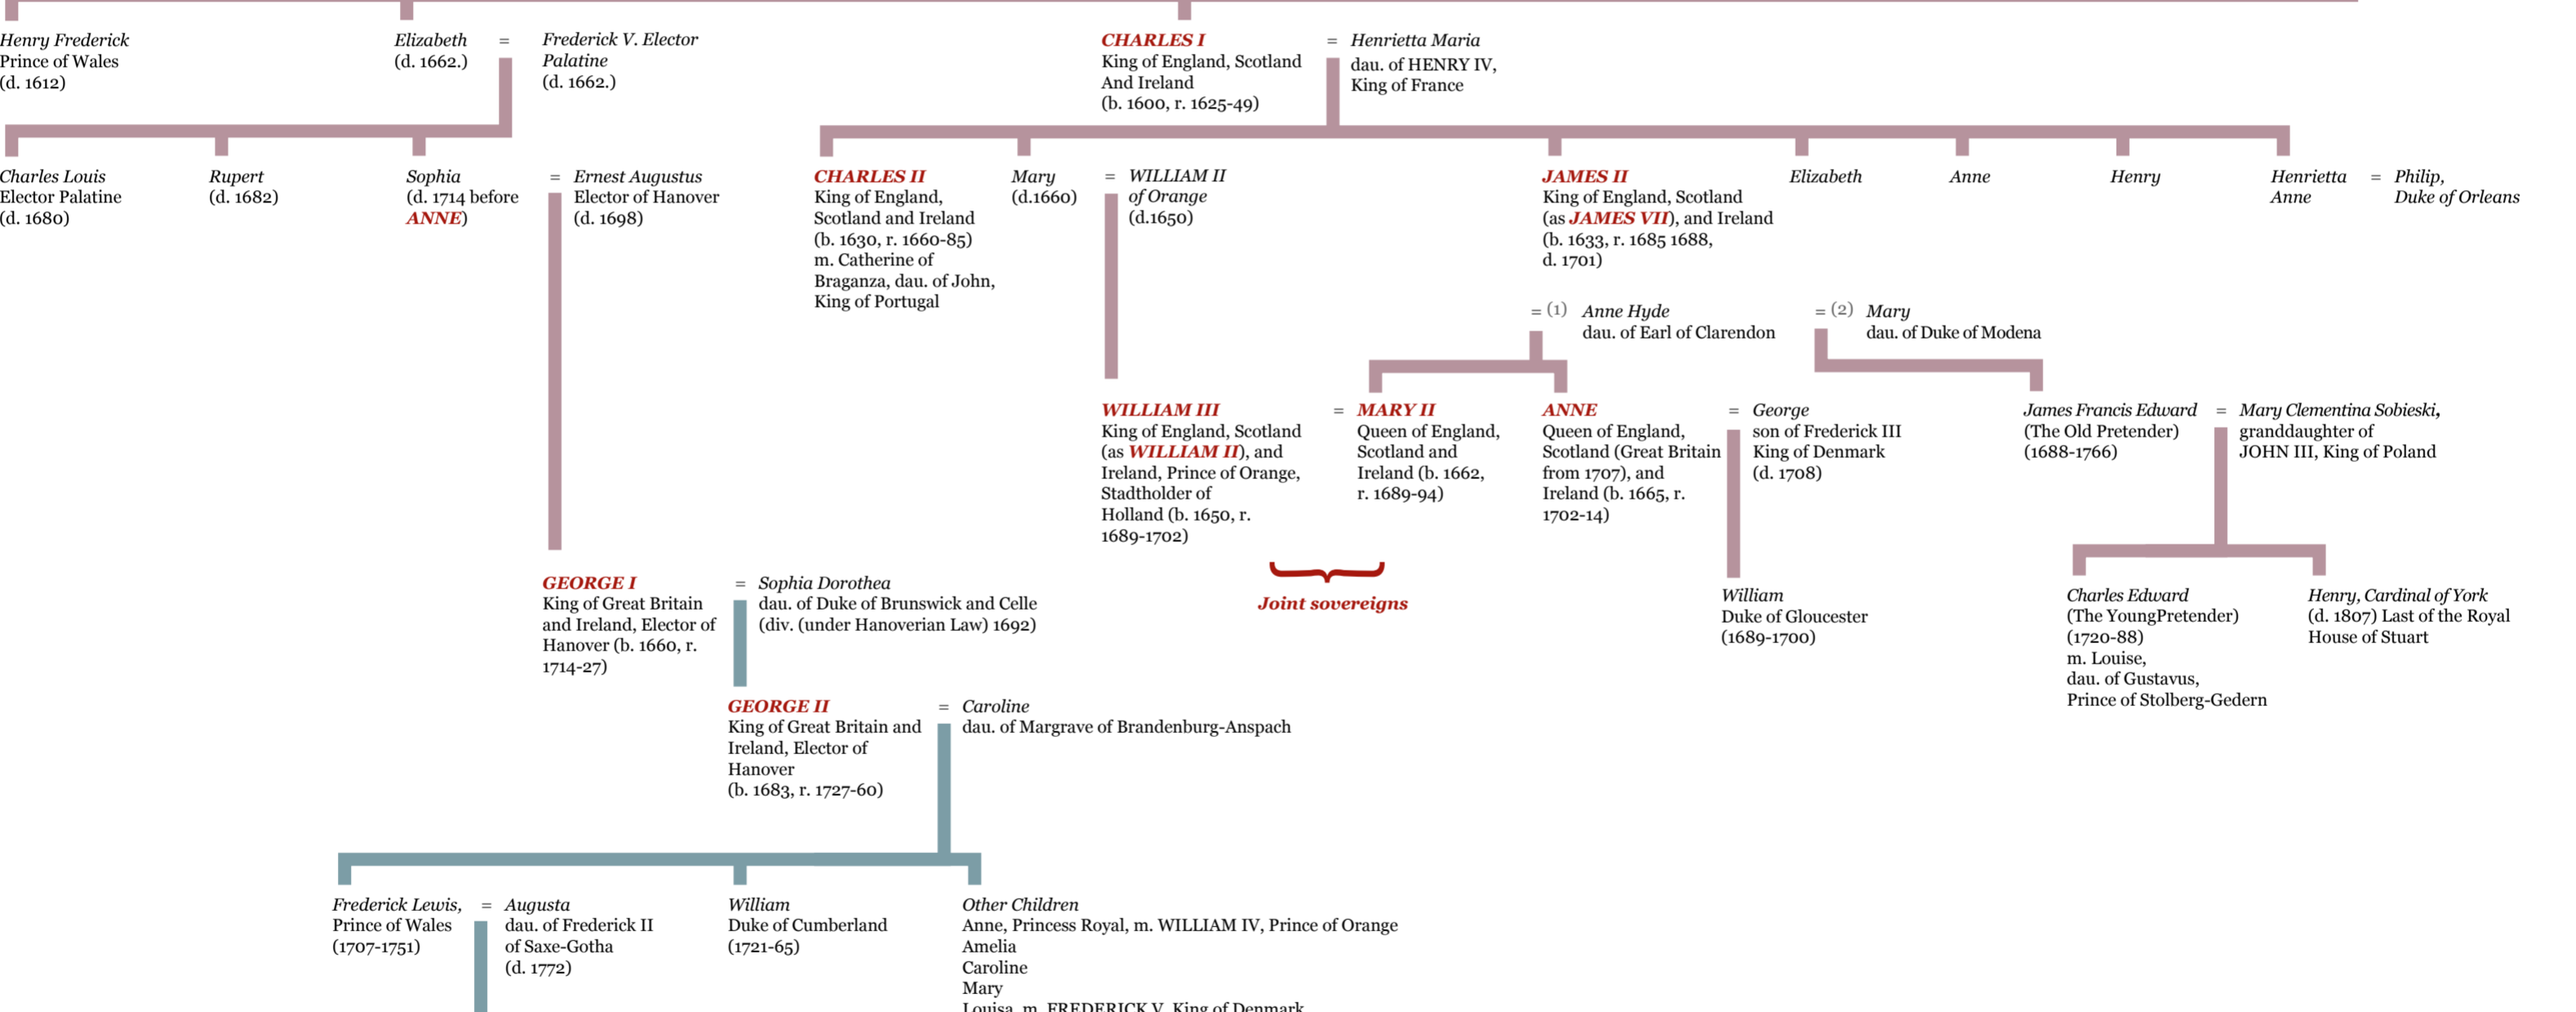 Henry Frederick
Prince of Wales
(d. 1612)
Elizabeth
(d. 1662.)
=
Frederick V. Elector
Palatine
(d. 1662.)
CHARLES I
King of England, Scotland
And Ireland
(b. 1600, r. 1625-49)
=
Henrietta Maria
dau. of HENRY IV,
King of France
Charles Louis
Elector Palatine
(d. 1680)
Rupert
(d. 1682)
Sophia
(d. 1714 before
ANNE)
=
Ernest Augustus
Elector of Hanover
(d. 1698)
CHARLES II
King of England,
Scotland and Ireland
(b. 1630, r. 1660-85)
m. Catherine of
Braganza, dau. of John,
King of Portugal
Mary
(d.1660)
=
WILLIAM II
of Orange
(d.1650)
JAMES II
King of England, Scotland
(as JAMES VII), and Ireland
(b. 1633, r. 1685 1688,
d. 1701)
Elizabeth
Anne
Henry
Henrietta
Anne
=
Philip,
Duke of Orleans
= (1)
Anne Hyde
dau. of Earl of Clarendon
= (2)
Mary
dau. of Duke of Modena
WILLIAM III
King of England, Scotland
(as WILLIAM II), and
Ireland, Prince of Orange,
Stadtholder of
Holland (b. 1650, r.
1689-1702)
=
MARY II
Queen of England,
Scotland and
Ireland (b. 1662,
r. 1689-94)
ANNE
Queen of England,
Scotland (Great Britain
from 1707), and
Ireland (b. 1665, r.
1702-14)
=
George
son of Frederick III
King of Denmark
(d. 1708)
James Francis Edward
(The Old Pretender)
(1688-1766)
=
Mary Clementina Sobieski,
granddaughter of
JOHN III, King of Poland
Joint sovereigns
GEORGE I
King of Great Britain
and Ireland, Elector of
Hanover (b. 1660, r.
1714-27)
=
Sophia Dorothea
dau. of Duke of Brunswick and Celle
(div. (under Hanoverian Law) 1692)
William
Duke of Gloucester
(1689-1700)
Charles Edward
(The YoungPretender)
(1720-88)
m. Louise,
dau. of Gustavus,
Prince of Stolberg-Gedern
Henry, Cardinal of York
(d. 1807) Last of the Royal
House of Stuart
GEORGE II
King of Great Britain and
Ireland, Elector of
Hanover
(b. 1683, r. 1727-60)
=
Caroline
dau. of Margrave of Brandenburg-Anspach
Frederick Lewis,
Prince of Wales
(1707-1751)
=
Augusta
dau. of Frederick II
of Saxe-Gotha
(d. 1772)
William
Duke of Cumberland
(1721-65)
Other Children
Anne, Princess Royal, m. WILLIAM IV, Prince of Orange
Amelia
Caroline
Mary
Louisa, m. FREDERICK V, King of Denmark